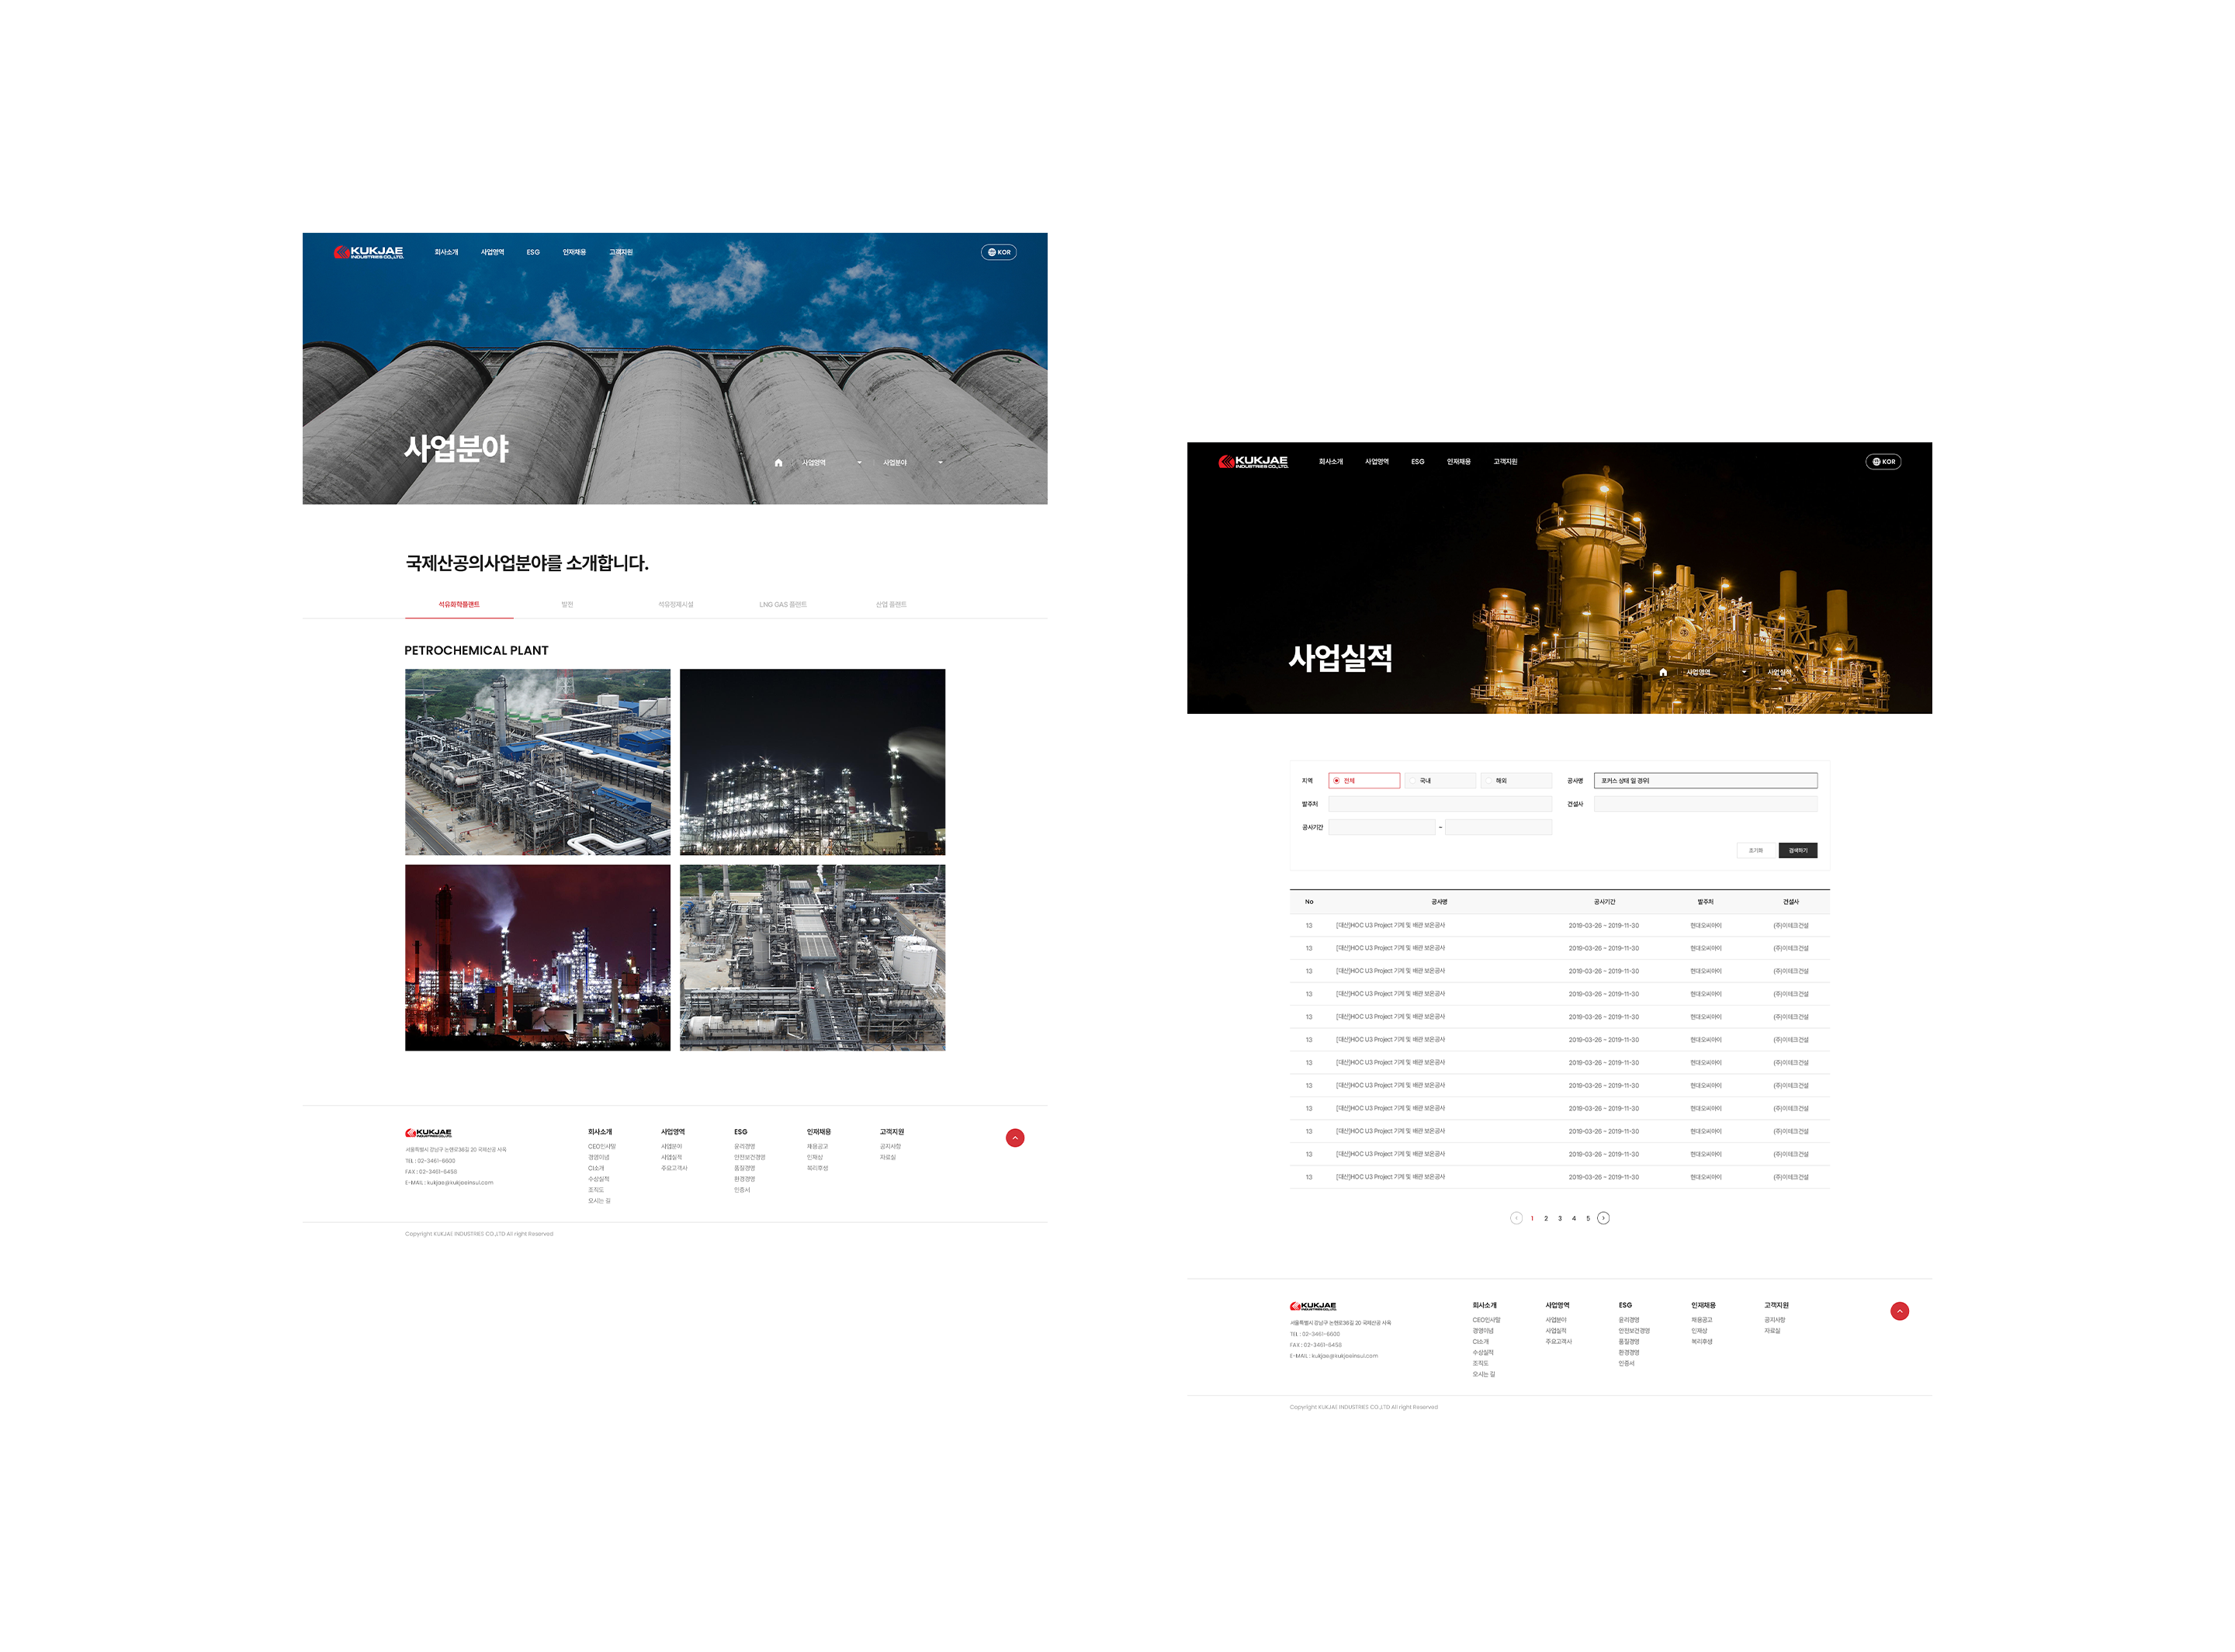 KUKJAE
INDUSTRIES CO.,LTD.
회사소개 사업영역 ESG 인재채용 고객지원
KOR
사업분야
사업영역 사업분야
국제산공의사업분야를 소개합니다.
석유화학플랜트 발전 석유정제시설 LNG GAS 플랜트 산업 플랜트
PETROCHEMICAL PLANT
KUKJAE
INDUSTRIES CO.,LTD.
서울특별시 강남구 논현로36길 20 국제산공 사옥
TEL : 02-3461-6600
FAX : 02-3461-6456
E-MAIL : kukjae@kukjaeinsul.com
회사소개
CEO인사말
경영이념
CI소개
수상실적
조직도
오시는 길
사업영역
사업분야
사업실적
주요고객사
ESG
윤리경영
안전보건경영
품질경영
환경경영
인증서
인재채용
채용공고
인재상
복리후생
고객지원
공지사항
자료실
Copyright KUKJAE INDUSTRIES CO.,LTD All right Reserved
KUKJAE
INDUSTRIES CO.,LTD.
회사소개 사업영역 ESG 인재채용 고객지원
KOR
사업실적
사업영역 사업실적
지역 전체 국내 해외 공사명 포커스 상태 일 경우|
발주처 건설사
공사기간 ~
초기화 검색하기
No 공사명 공사기간 발주처 건설사
13 [대산]HOC U3 Project 기계 및 배관 보온공사 2019-03-26 ~ 2019-11-30 현대오씨아이 (주)이테크건설
13 [대산]HOC U3 Project 기계 및 배관 보온공사 2019-03-26 ~ 2019-11-30 현대오씨아이 (주)이테크건설
13 [대산]HOC U3 Project 기계 및 배관 보온공사 2019-03-26 ~ 2019-11-30 현대오씨아이 (주)이테크건설
13 [대산]HOC U3 Project 기계 및 배관 보온공사 2019-03-26 ~ 2019-11-30 현대오씨아이 (주)이테크건설
13 [대산]HOC U3 Project 기계 및 배관 보온공사 2019-03-26 ~ 2019-11-30 현대오씨아이 (주)이테크건설
13 [대산]HOC U3 Project 기계 및 배관 보온공사 2019-03-26 ~ 2019-11-30 현대오씨아이 (주)이테크건설
13 [대산]HOC U3 Project 기계 및 배관 보온공사 2019-03-26 ~ 2019-11-30 현대오씨아이 (주)이테크건설
13 [대산]HOC U3 Project 기계 및 배관 보온공사 2019-03-26 ~ 2019-11-30 현대오씨아이 (주)이테크건설
13 [대산]HOC U3 Project 기계 및 배관 보온공사 2019-03-26 ~ 2019-11-30 현대오씨아이 (주)이테크건설
13 [대산]HOC U3 Project 기계 및 배관 보온공사 2019-03-26 ~ 2019-11-30 현대오씨아이 (주)이테크건설
13 [대산]HOC U3 Project 기계 및 배관 보온공사 2019-03-26 ~ 2019-11-30 현대오씨아이 (주)이테크건설
13 [대산]HOC U3 Project 기계 및 배관 보온공사 2019-03-26 ~ 2019-11-30 현대오씨아이 (주)이테크건설
1 2 3 4 5
KUKJAE
INDUSTRIES CO.,LTD.
서울특별시 강남구 논현로36길 20 국제산공 사옥
TEL : 02-3461-6600
FAX : 02-3461-6456
E-MAIL : kukjae@kukjaeinsul.com
회사소개
CEO인사말
경영이념
CI소개
수상실적
조직도
오시는 길
사업영역
사업분야
사업실적
주요고객사
ESG
윤리경영
안전보건경영
품질경영
환경경영
인증서
인재채용
채용공고
인재상
복리후생
고객지원
공지사항
자료실
Copyright KUKJAE INDUSTRIES CO.,LTD All right Reserved